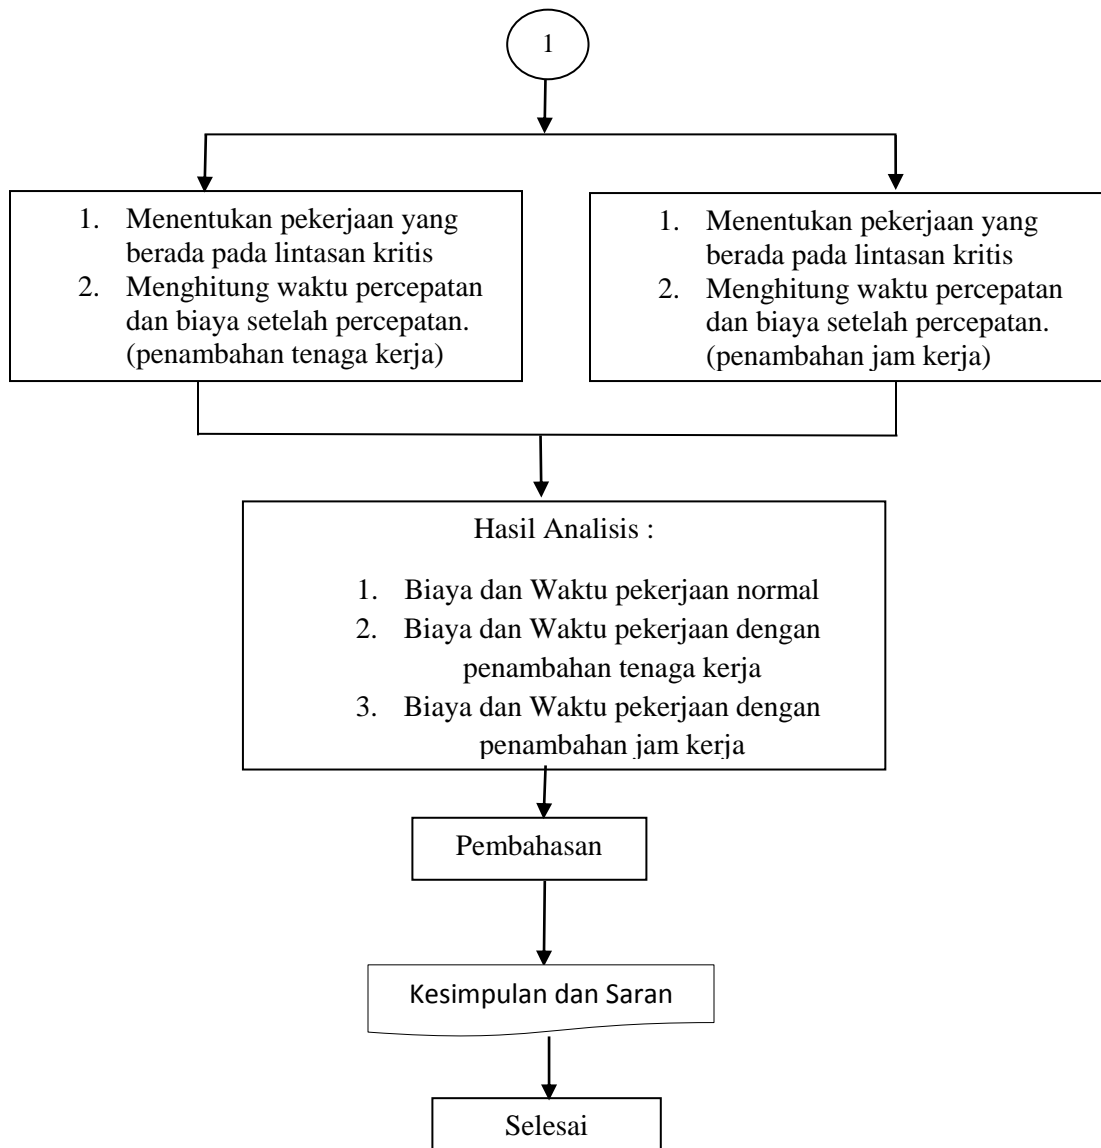 1
1. Menentukan pekerjaan yang
berada pada lintasan kritis
2. Menghitung waktu percepatan
dan biaya setelah percepatan.
(penambahan tenaga kerja)
1. Menentukan pekerjaan yang
berada pada lintasan kritis
2. Menghitung waktu percepatan
dan biaya setelah percepatan.
(penambahan jam kerja)
Hasil Analisis :
1. Biaya dan Waktu pekerjaan normal
2. Biaya dan Waktu pekerjaan dengan
penambahan tenaga kerja
3. Biaya dan Waktu pekerjaan dengan
penambahan jam kerja
Pembahasan
Kesimpulan dan Saran
Selesai